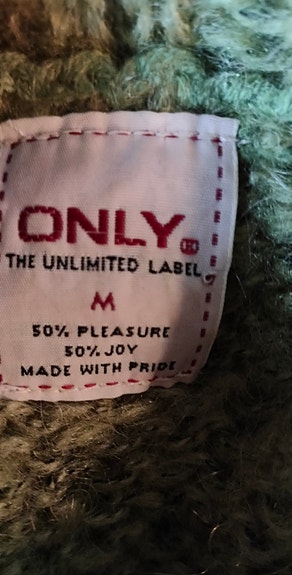 ONLY®
THE UNLIMITED LABEL
M
50% PLEASURE
50% JOY
MADE WITH PRIDE